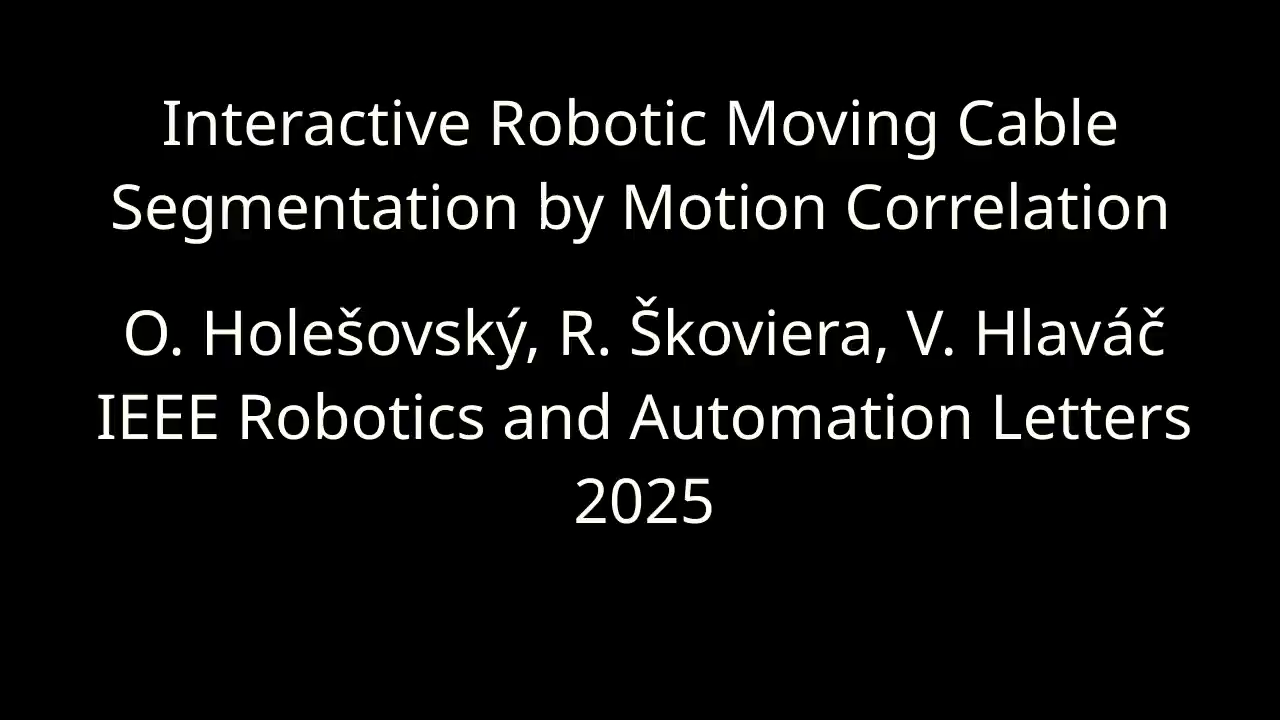 Interactive Robotic Moving Cable
Segmentation by Motion Correlation
O. Holešovský, R. Škoviera, V. Hlaváč
IEEE Robotics and Automation Letters
2025